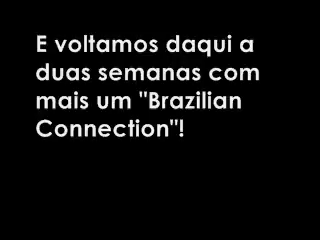 E voltamos daqui a
duas semanas com
mais um "Brazilian
Connection"!